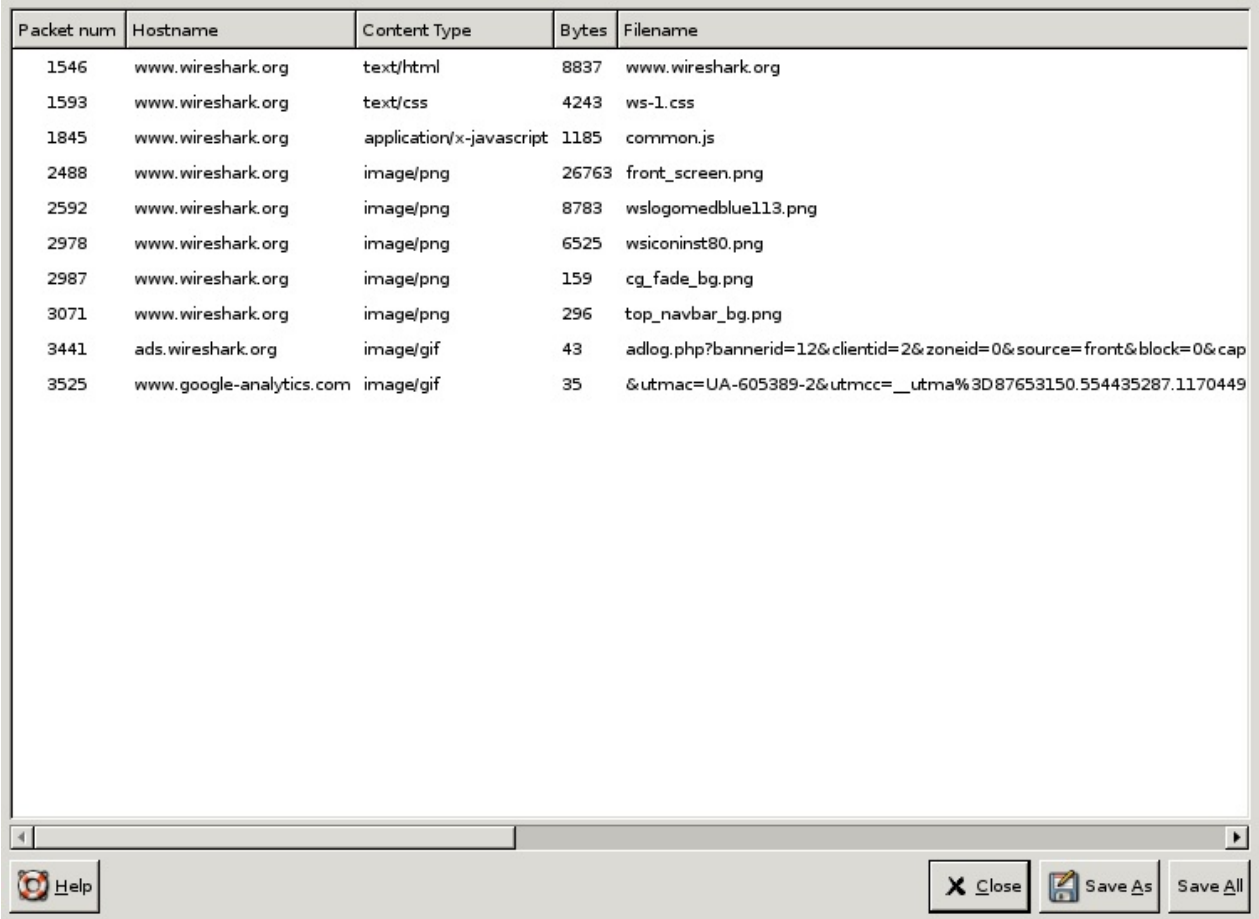 Packet num Hostname Content Type Bytes Filename
1546 www.wireshark.org text/html 8837 www.wireshark.org
1593 www.wireshark.org text/css 4243 ws-1.css
1845 www.wireshark.org application/x-javascript 1185 common.js
2488 www.wireshark.org image/png 26763 front_screen.png
2592 www.wireshark.org image/png 8783 wslogomedblue113.png
2978 www.wireshark.org image/png 6525 wsiconinst80.png
2987 www.wireshark.org image/png 159 cg_fade_bg.png
3071 www.wireshark.org image/png 296 top_navbar_bg.png
3441 ads.wireshark.org image/gif 43 adlog.php?bannerid=12&clientid=2&zoneid=0&source=front&block=0&cap
3525 www.google-analytics.com image/gif 35 &utmac=UA-605389-2&utmcc=__utma%3D87653150.554435287.1170449
Help Close Save As Save All